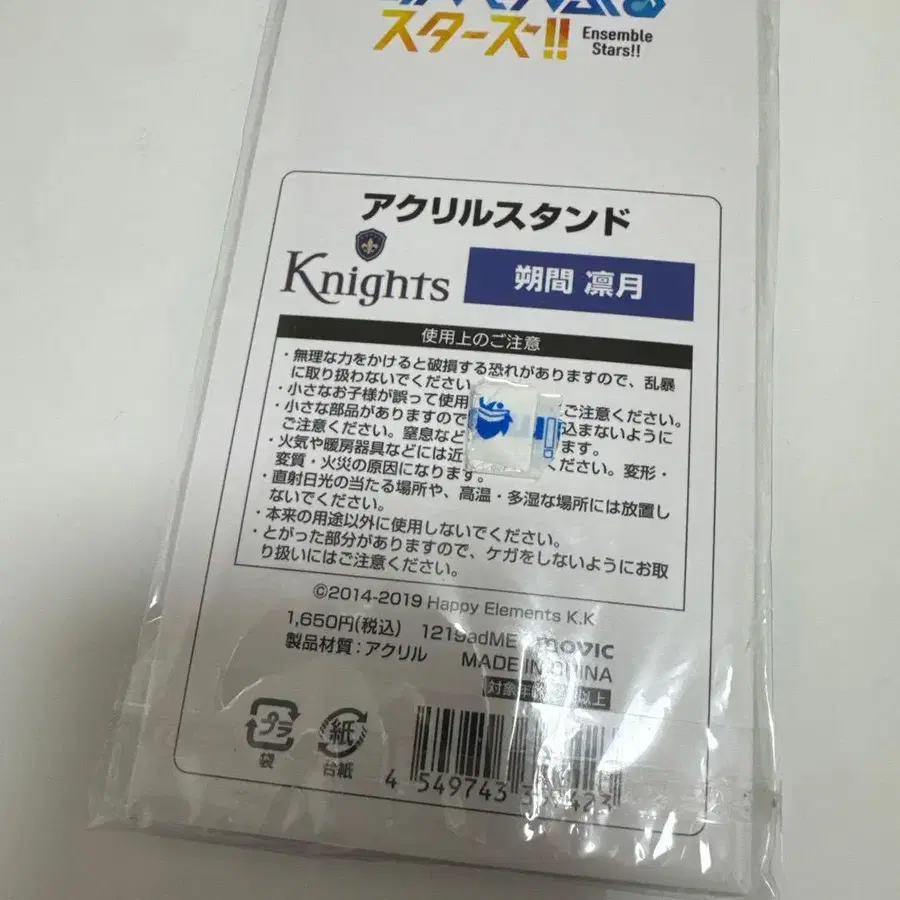 スターズ!!
Ensemble
Stars!!
アクリルスタンド
Knights
朔間 凛月
使用上のご注意
・無理な力をかけると破損する恐れがありますので、乱暴
に取り扱わないでください。
・小さなお子様が誤って使用 ご注意ください。
・小さな部品がありますので 込まないように
ご注意ください。窒息など ます。
・火気や暖房器具などには近 ください。変形・
変質・火災の原因になります。
・直射日光の当たる場所や、高温・多湿な場所には放置し
ないでください。
・本来の用途以外に使用しないでください。
・とがった部分がありますので、ケガをしないようにお取
り扱いにはご注意ください。
©2014-2019 Happy Elements K.K
1,650円(税込) 1219adME movic
製品材質：アクリル MADE IN CHINA
対象年 以上
プラ
袋
紙
台紙
4 549743 423